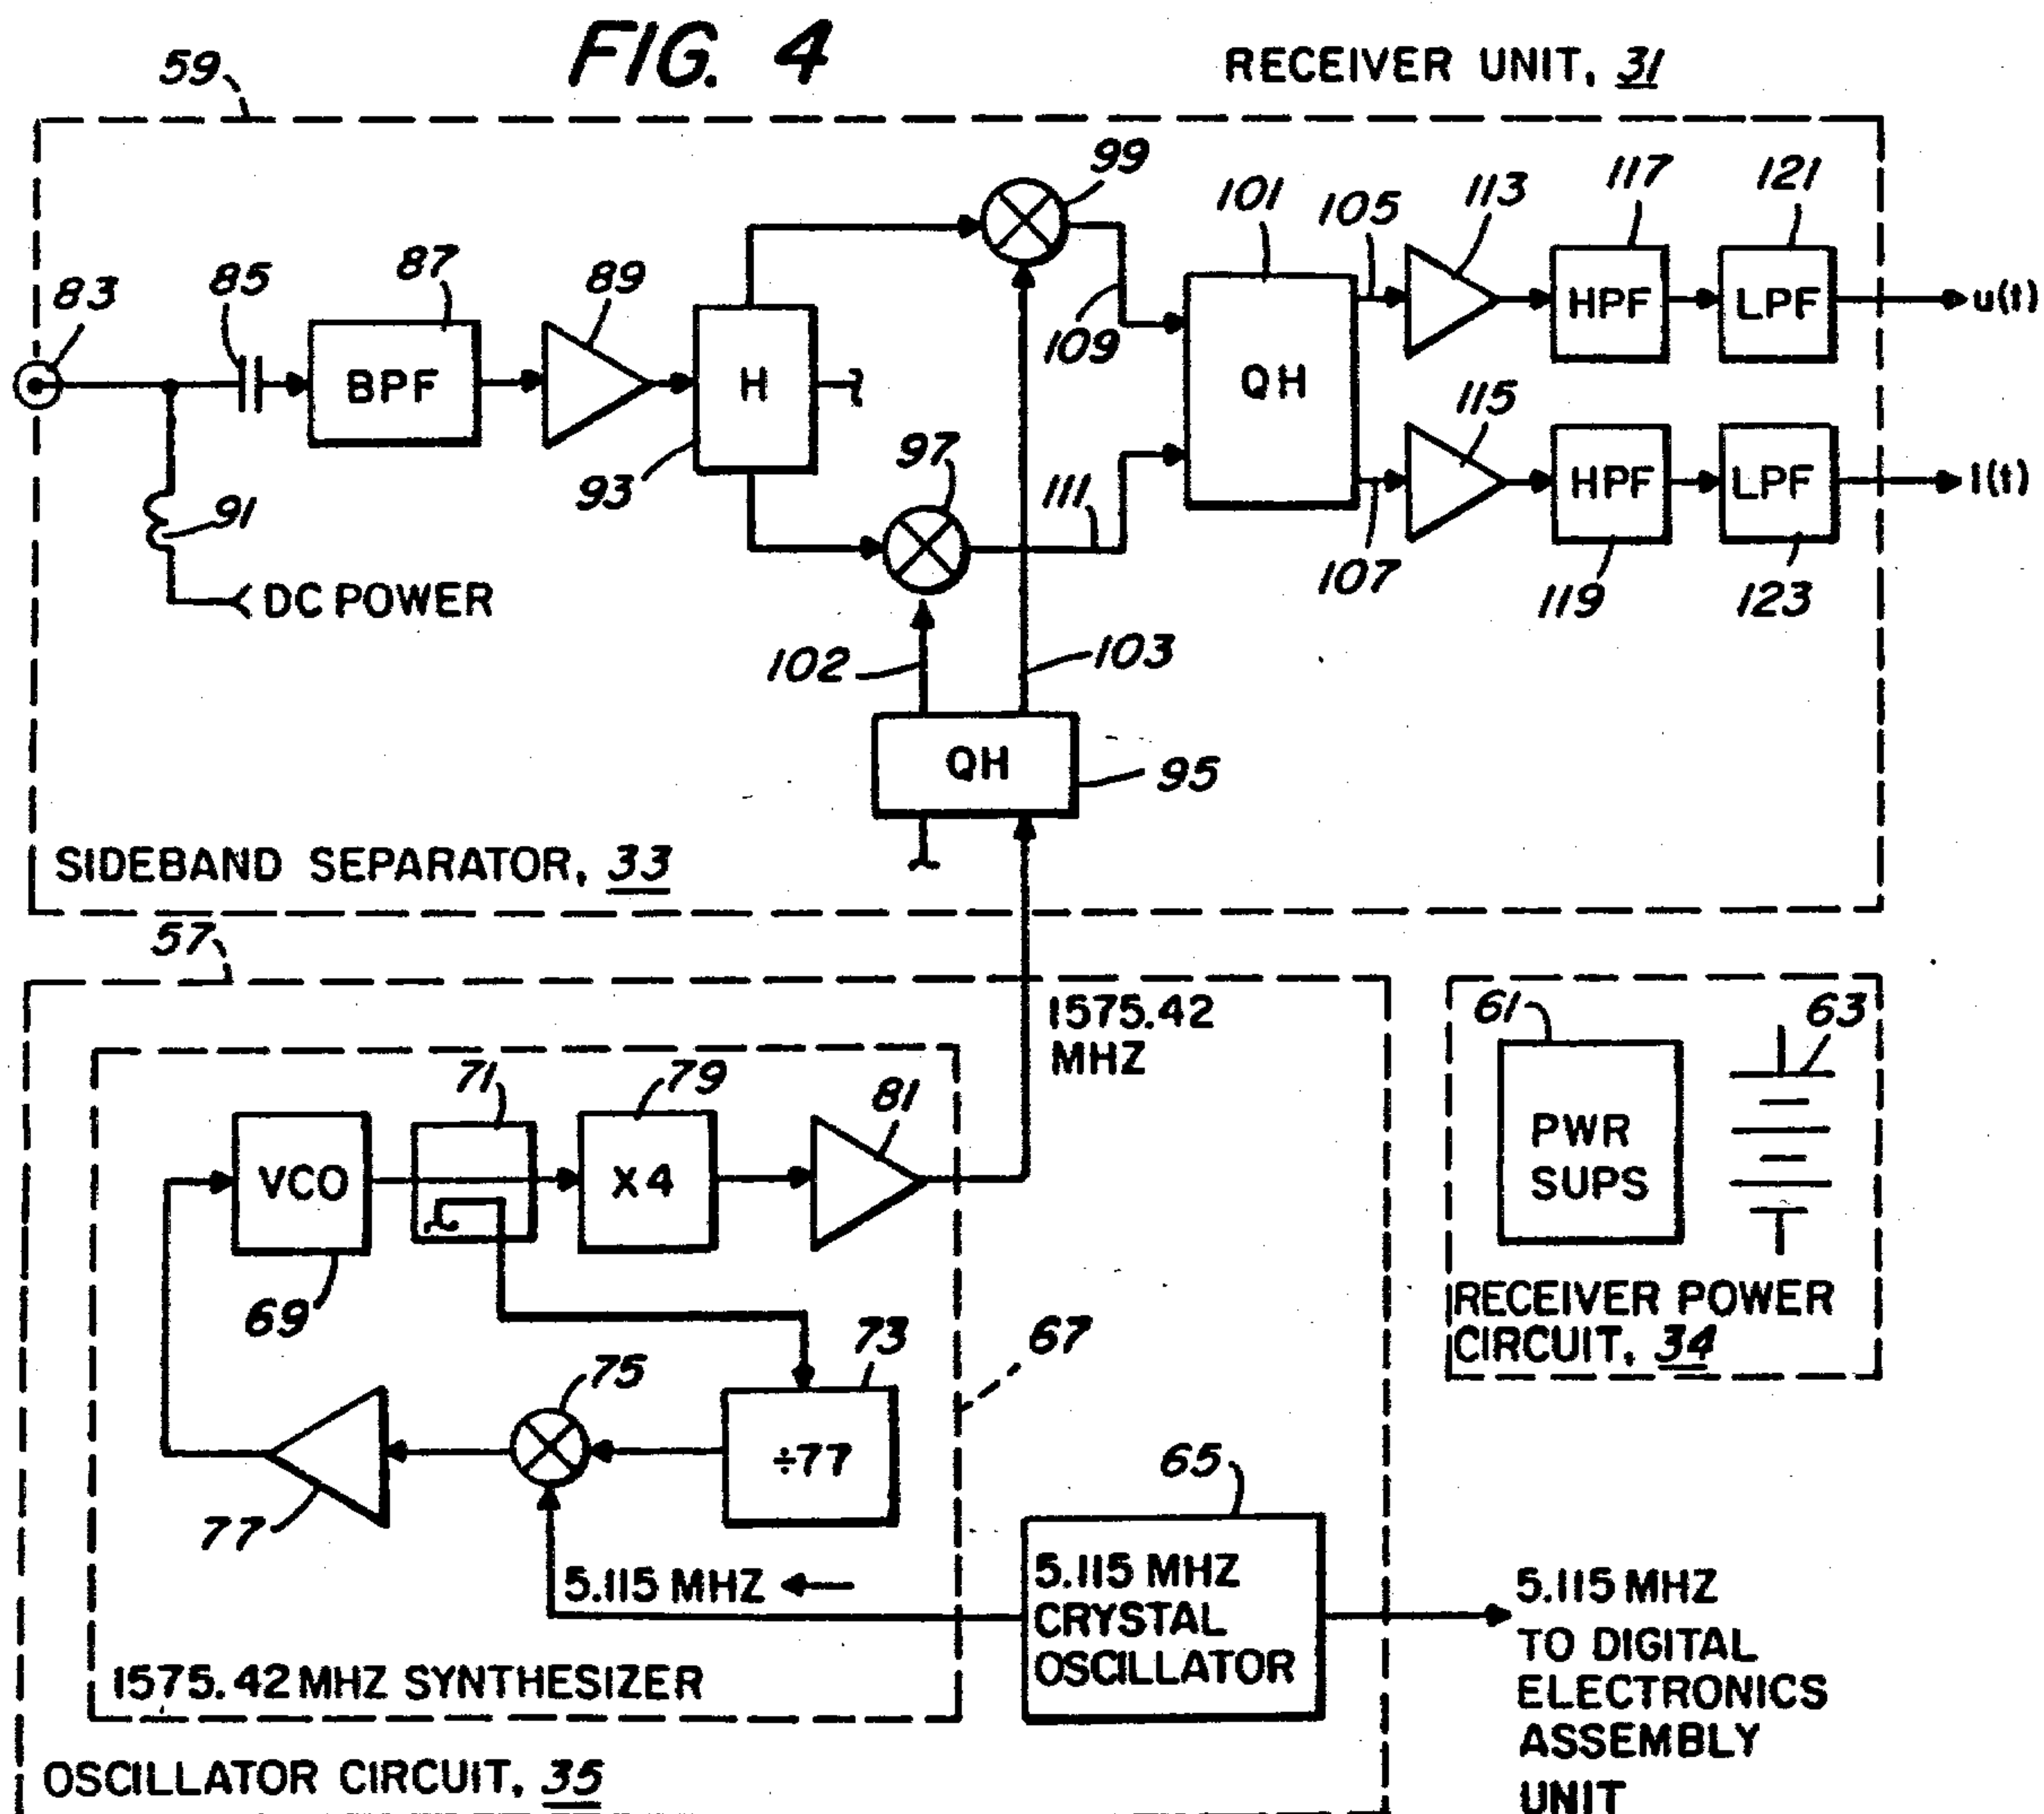 FIG. 4
RECEIVER UNIT, 31
59
83
85
87
BPF
89
H
93
91
DC POWER
99
97
109
111
101
QH
105
107
113
115
117
HPF
121
LPF
u(t)
119
HPF
123
LPF
l(t)
102
103
QH
95
SIDEBAND SEPARATOR, 33
57
1575.42
MHZ
71
79
81
VCO
X4
69
73
÷77
75
77
67
65
5.115 MHZ
5.115 MHZ
CRYSTAL
OSCILLATOR
1575.42 MHZ SYNTHESIZER
OSCILLATOR CIRCUIT, 35
61
63
PWR
SUPS
RECEIVER POWER
CIRCUIT, 34
5.115 MHZ
TO DIGITAL
ELECTRONICS
ASSEMBLY
UNIT